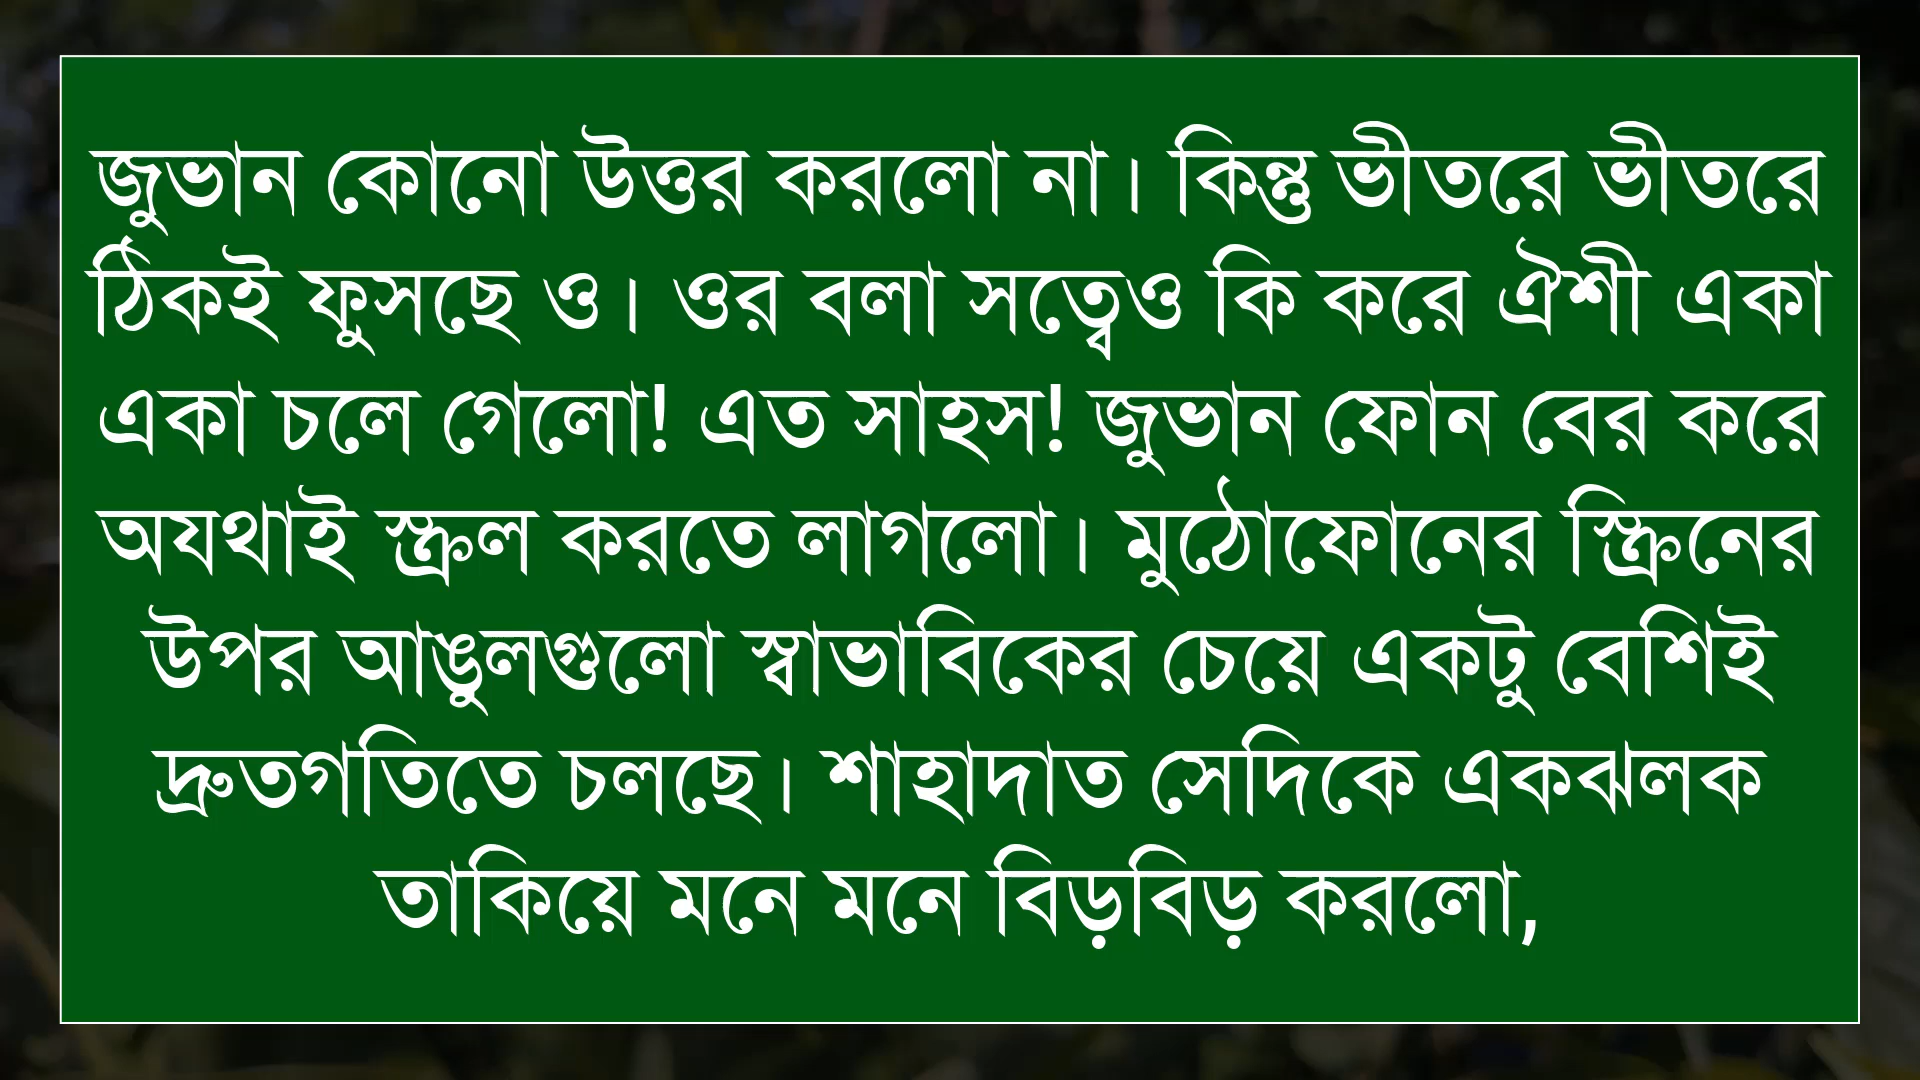 জুভান কোনো উত্তর করলো না। কিন্তু ভীতরে ভীতরে
ঠিকই ফুসছে ও। ওর বলা সত্বেও কি করে ঐশী একা
একা চলে গেলো! এত সাহস! জুভান ফোন বের করে
অযথাই স্ক্রল করতে লাগলো। মুঠোফোনের স্ক্রিনের
উপর আঙুলগুলো স্বাভাবিকের চেয়ে একটু বেশিই
দ্রুতগতিতে চলছে। শাহাদাত সেদিকে একঝলক
তাকিয়ে মনে মনে বিড়বিড় করলো,